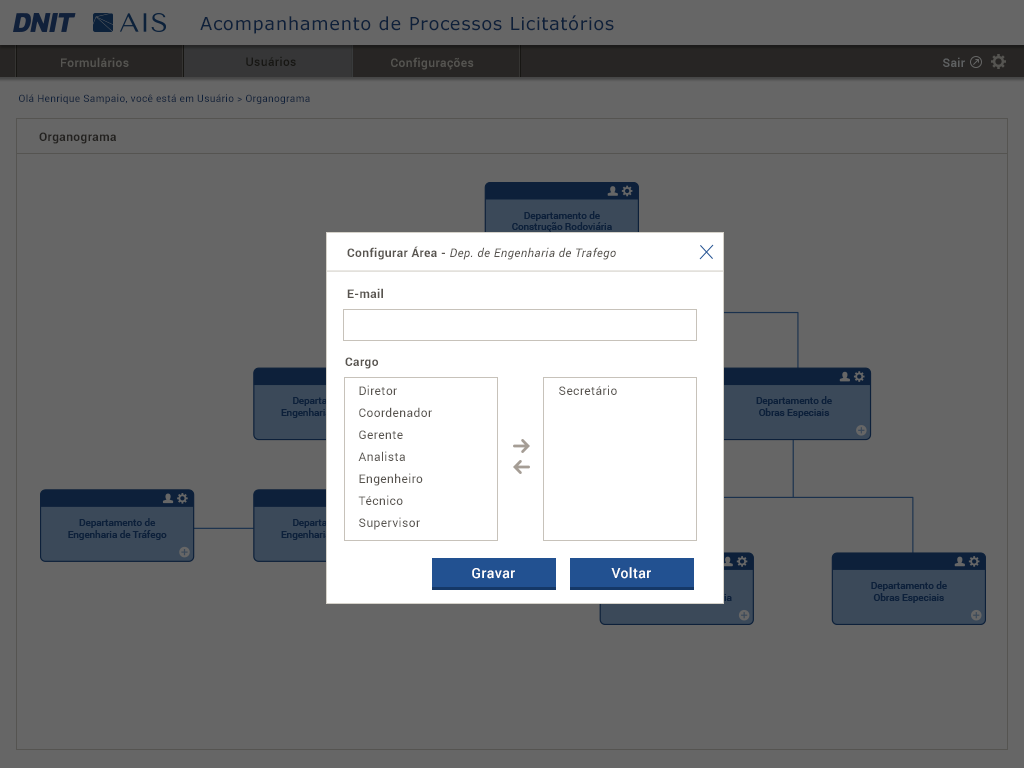 DNIT AIS Acompanhamento de Processos Licitatórios
Formulários Usuários Configurações Sair
Olá Henrique Sampaio, você está em Usuário > Organograma
Organograma
Departamento de
Construção Rodoviária
Configurar Área - Dep. de Engenharia de Trafego
E-mail
Cargo
Diretor
Coordenador
Gerente
Analista
Engenheiro
Técnico
Supervisor
Secretário
Gravar
Voltar
Departa
Engenhari
Departamento de
Obras Especiais
Departamento de
Engenharia de Tráfego
Departa
Engenhari
ia
Departamento de
Obras Especiais